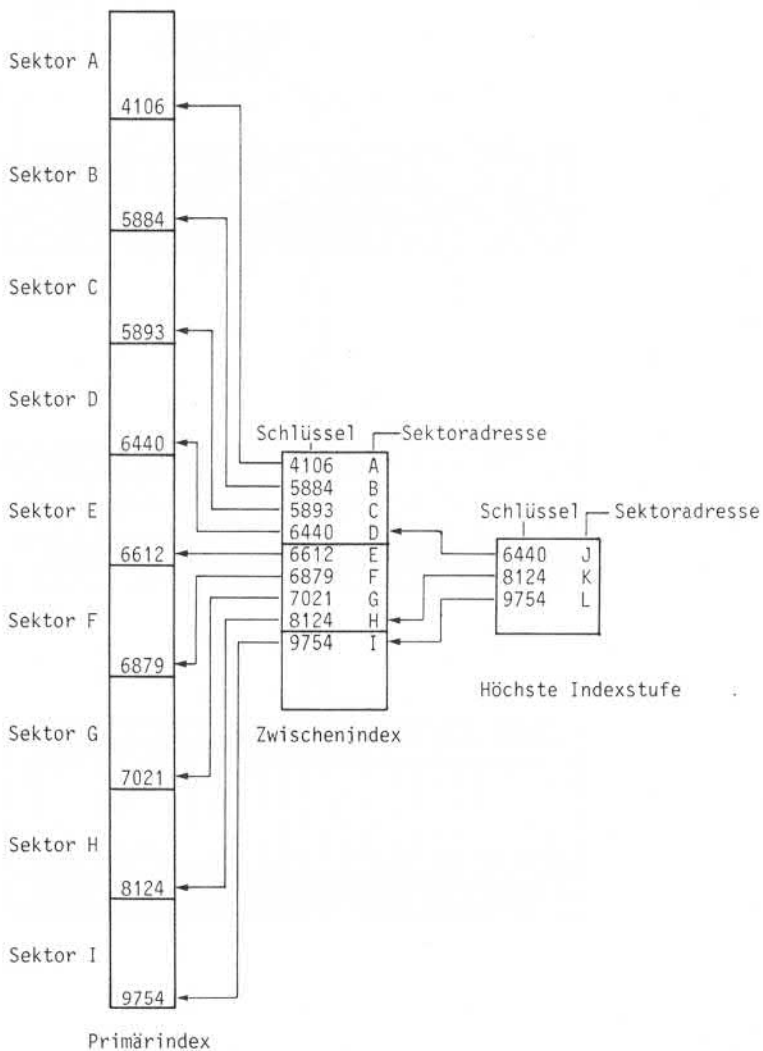 Sektor A
4106
Sektor B
5884
Sektor C
5893
Sektor D
6440
Sektor E
6612
Sektor F
6879
Sektor G
7021
Sektor H
8124
Sektor I
9754
Primärindex
Schlüssel Sektoradresse
4106 A
5884 B
5893 C
6440 D
6612 E
6879 F
7021 G
8124 H
9754 I
Zwischenindex
Schlüssel Sektoradresse
6440 J
8124 K
9754 L
Höchste Indexstufe